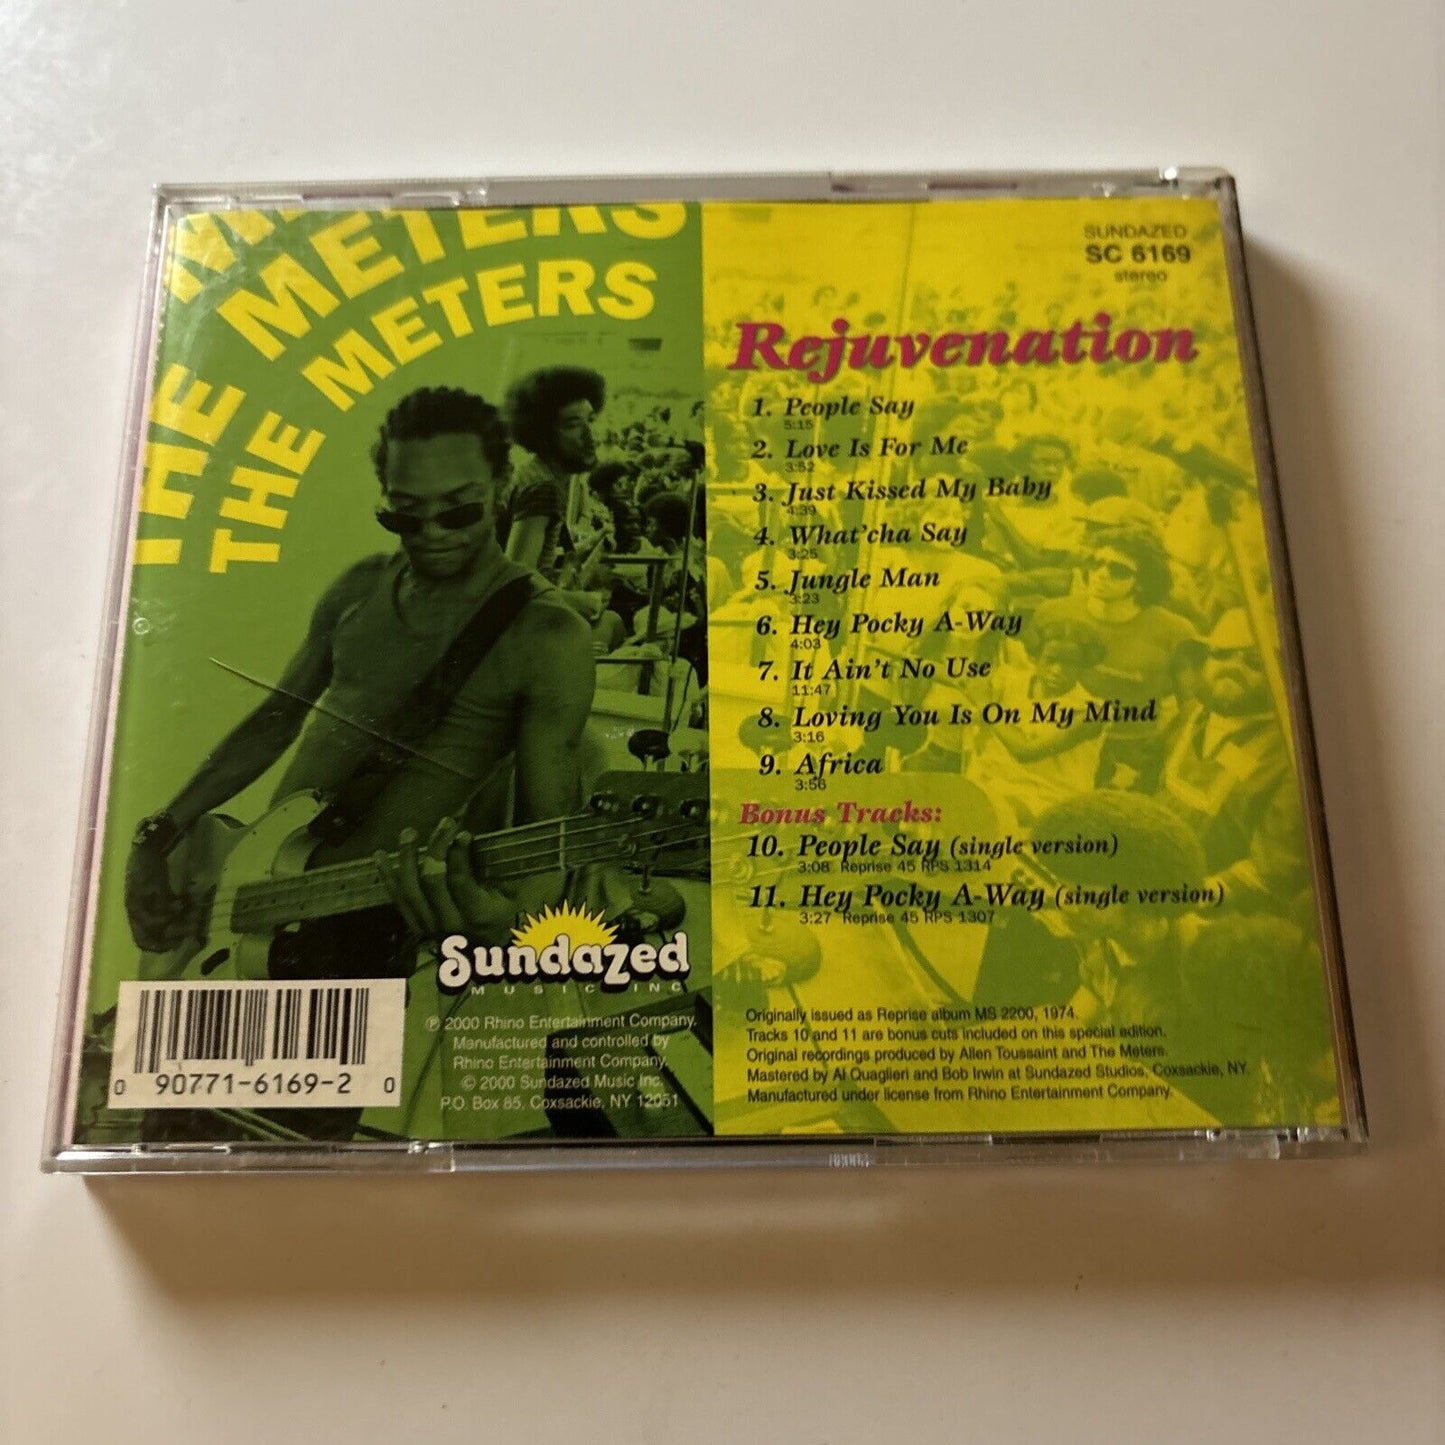 THE METERS
THE METERS
SUNDAZED
SC 6169
stereo
Rejuvenation
1. People Say
5:15
2. Love Is For Me
3:52
3. Just Kissed My Baby
4:39
4. What'cha Say
3:25
5. Jungle Man
3:23
6. Hey Pocky A-Way
4:03
7. It Ain't No Use
11:47
8. Loving You Is On My Mind
3:16
9. Africa
3:56
Bonus Tracks:
10. People Say (single version)
3:08 Reprise 45 RPS 1314
11. Hey Pocky A-Way (single version)
3:27 Reprise 45 RPS 1307
Sundazed
MUSIC INC
℗ 2000 Rhino Entertainment Company.
Manufactured and controlled by
Rhino Entertainment Company.
© 2000 Sundazed Music Inc.
P.O. Box 85, Coxsackie, NY 12051
0 90771-6169-2 0
Originally issued as Reprise album MS 2200, 1974.
Tracks 10 and 11 are bonus cuts included on this special edition.
Original recordings produced by Allen Toussaint and The Meters.
Mastered by Al Quaglieri and Bob Irwin at Sundazed Studios, Coxsackie, NY.
Manufactured under license from Rhino Entertainment Company.